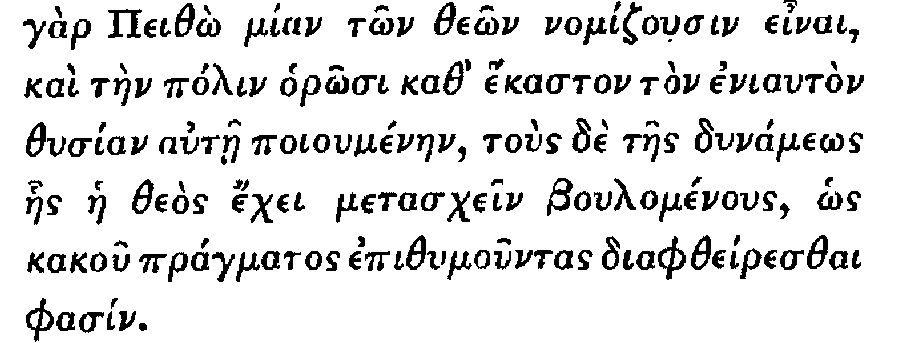 γὰρ Πειθὼ μίαν τῶν θεῶν νομίζουσιν εἶναι,
καὶ τὴν πόλιν ὁρῶσι καθ’ ἕκαστον τὸν ἐνιαυτὸν
θυσίαν αὐτῇ ποιουμένην, τοὺς δὲ τῆς δυνάμεως
ἧς ἡ θεὸς ἔχει μετασχεῖν βουλομένους, ὡς
κακοῦ πράγματος ἐπιθυμοῦντας διαφθείρεσθαι
φασίν.